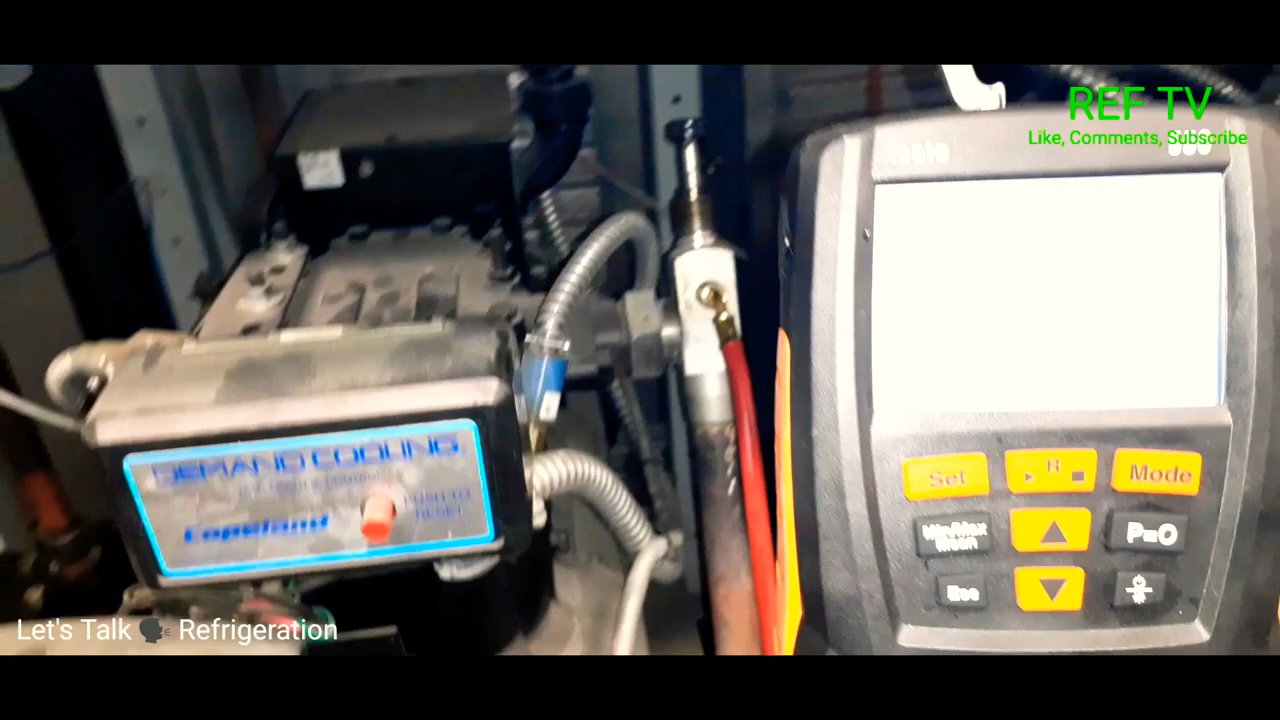 REF TV
Like, Comments, Subscribe
testo
DEMAND COOLING
Copeland
PUSH TO
RESET
Set
R
Mode
Min/Max
Mean
P=O
Esc
Let's Talk 🗣 Refrigeration